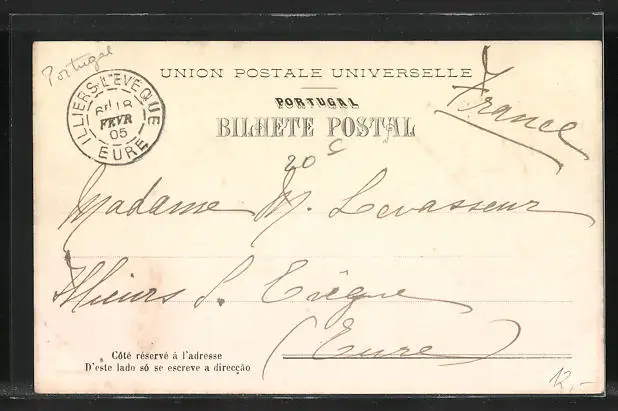 Portugal
UNION POSTALE UNIVERSELLE
PORTUGAL
BILHETE POSTAL
France
ILLIERS-L'EVEQUE
18
FEVR
05
EURE
20 c
Madame M. Levasseur
Illiers L. Evêque
(Eure)
Côté réservé á l'adresse
D'este lado só se escreve a direcção
12,-